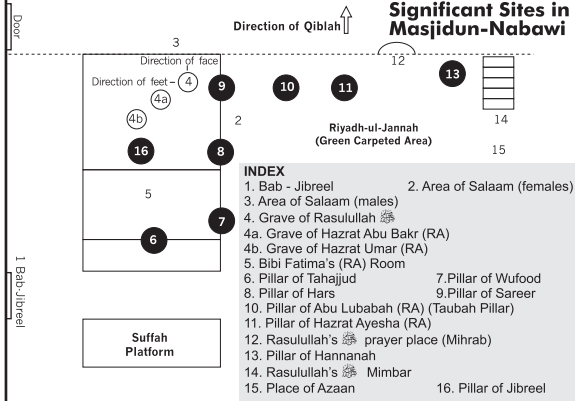 Significant Sites in
Masjidun-Nabawi
Direction of Qiblah
Door
3
12
Direction of face
Direction of feet
4
4a
4b
9
10
11
13
2
14
Riyadh-ul-Jannah
(Green Carpeted Area)
15
16
8
5
7
6
1 Bab-Jibreel
Suffah
Platform
INDEX
1. Bab - Jibreel 2. Area of Salaam (females)
3. Area of Salaam (males)
4. Grave of Rasulullah ﷺ
4a. Grave of Hazrat Abu Bakr (RA)
4b. Grave of Hazrat Umar (RA)
5. Bibi Fatima's (RA) Room
6. Pillar of Tahajjud 7.Pillar of Wufood
8. Pillar of Hars 9.Pillar of Sareer
10. Pillar of Abu Lubabah (RA) (Taubah Pillar)
11. Pillar of Hazrat Ayesha (RA)
12. Rasulullah's ﷺ prayer place (Mihrab)
13. Pillar of Hannanah
14. Rasulullah's ﷺ Mimbar
15. Place of Azaan 16. Pillar of Jibreel